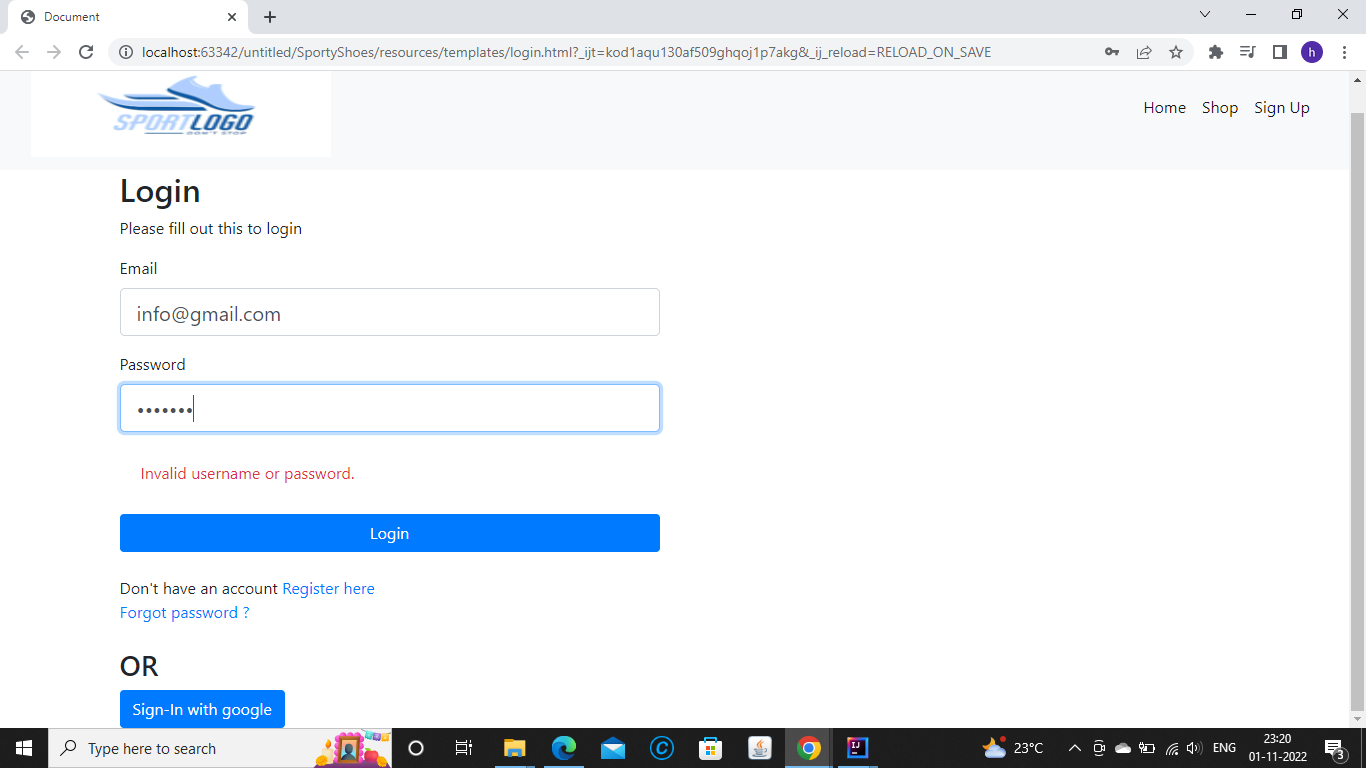 Document
localhost:63342/untitled/SportyShoes/resources/templates/login.html?_ijt=kod1aqu130af509ghqoj1p7akg&_ij_reload=RELOAD_ON_SAVE
h
SPORTLOGO
DON'T STOP
Home Shop Sign Up
Login
Please fill out this to login
Email
info@gmail.com
Password
•••••••
Invalid username or password.
Login
Don't have an account Register here
Forgot password ?
OR
Sign-In with google
Type here to search
C
IJ
23°C
ENG
23:20
01-11-2022
3